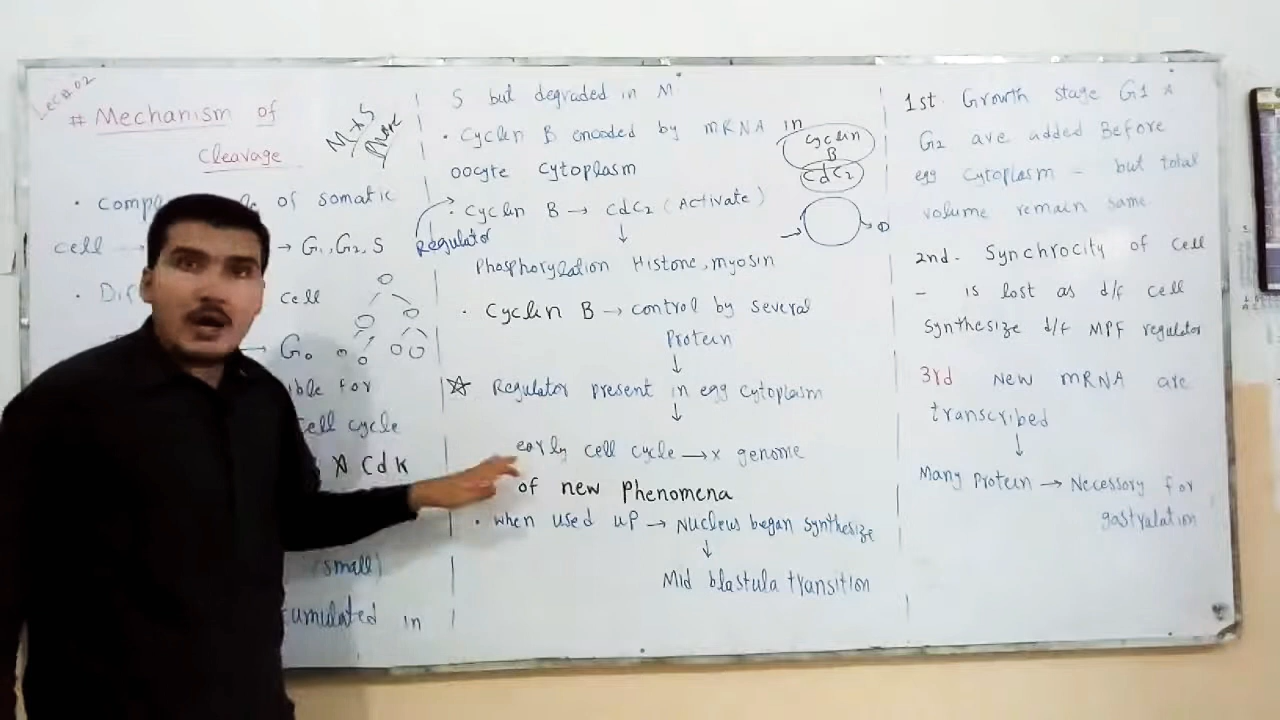 Lec# 02
# Mechanism of
Cleavage
M→S
Phase
of somatic
cell → G1, G2, S
cell
→ G0
ible for
cell cycle
Cdk
(small)
cumulated in
S but degraded in M
• Cyclin B encoded by mRNA in
oocyte cytoplasm
• Cyclin B → CdC2 (Activate)
Regulator
↓
Phosphorylation Histone, myosin
• Cyclin B → control by several
Protein
↓
☆ Regulator present in egg cytoplasm
↓
early cell cycle → x genome
of new Phenomena
• when used up → Nucleus began synthesize
↓
Mid blastula transition
Cyclin
B
CdC2
1st. Growth stage G1 &
G2 are added Before
egg cytoplasm - but total
volume remain same
2nd. Synchrocity of cell
- is lost as d/f cell
synthesize d/f MPF regulator
3rd New mRNA are
transcribed
↓
Many protein → Necessary for
gastrulation